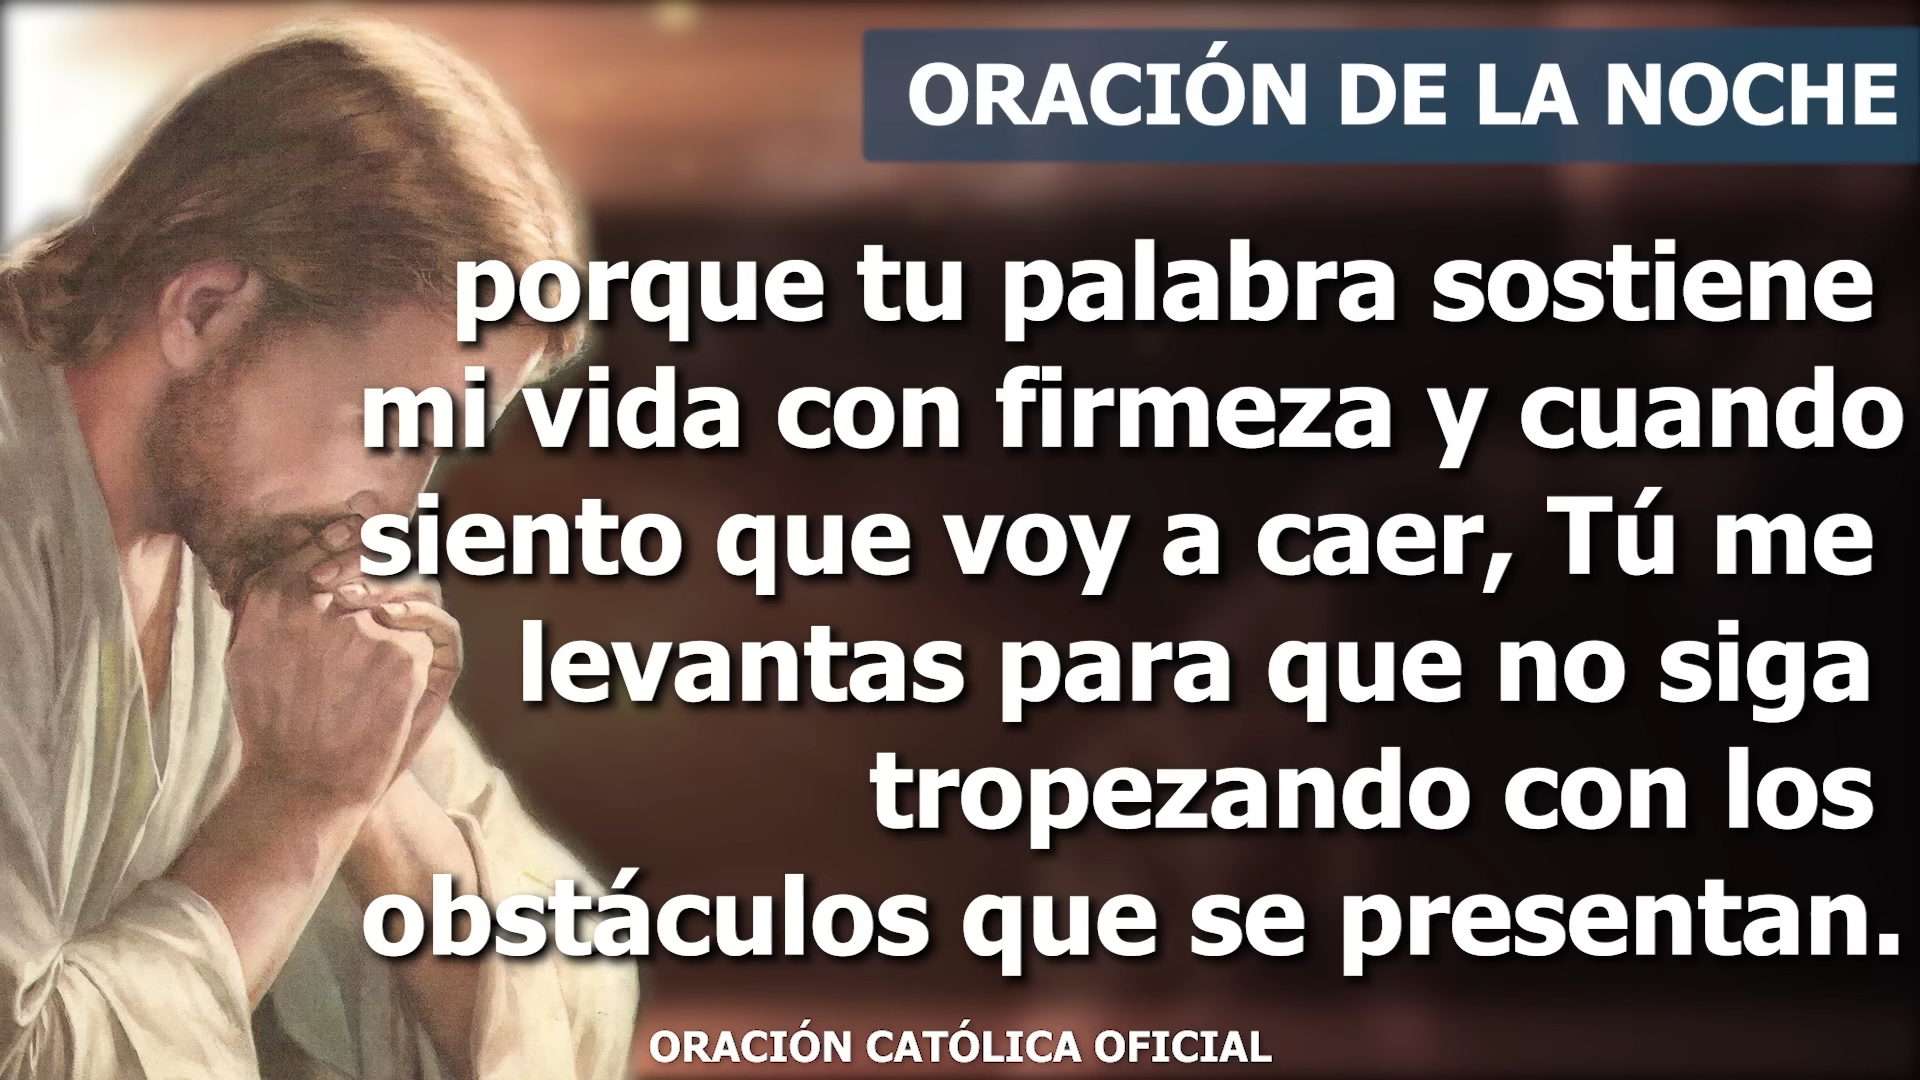 ORACIÓN DE LA NOCHE
porque tu palabra sostiene
mi vida con firmeza y cuando
siento que voy a caer, Tú me
levantas para que no siga
tropezando con los
obstáculos que se presentan.
ORACIÓN CATÓLICA OFICIAL